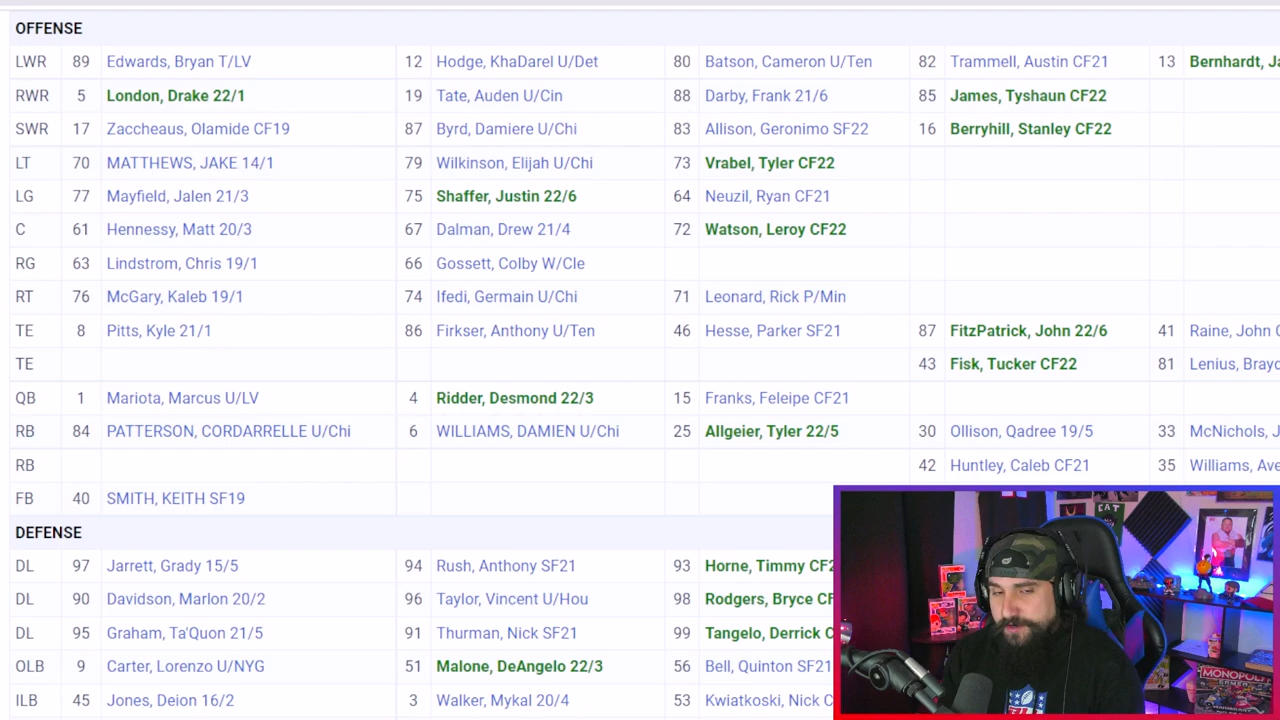 OFFENSE
LWR 89 Edwards, Bryan T/LV 12 Hodge, KhaDarel U/Det 80 Batson, Cameron U/Ten 82 Trammell, Austin CF21 13 Bernhardt, Ja
RWR 5 London, Drake 22/1 19 Tate, Auden U/Cin 88 Darby, Frank 21/6 85 James, Tyshaun CF22
SWR 17 Zaccheaus, Olamide CF19 87 Byrd, Damiere U/Chi 83 Allison, Geronimo SF22 16 Berryhill, Stanley CF22
LT 70 MATTHEWS, JAKE 14/1 79 Wilkinson, Elijah U/Chi 73 Vrabel, Tyler CF22
LG 77 Mayfield, Jalen 21/3 75 Shaffer, Justin 22/6 64 Neuzil, Ryan CF21
C 61 Hennessy, Matt 20/3 67 Dalman, Drew 21/4 72 Watson, Leroy CF22
RG 63 Lindstrom, Chris 19/1 66 Gossett, Colby W/Cle
RT 76 McGary, Kaleb 19/1 74 Ifedi, Germain U/Chi 71 Leonard, Rick P/Min
TE 8 Pitts, Kyle 21/1 86 Firkser, Anthony U/Ten 46 Hesse, Parker SF21 87 FitzPatrick, John 22/6 41 Raine, John
TE 43 Fisk, Tucker CF22 81 Lenius, Brayd
QB 1 Mariota, Marcus U/LV 4 Ridder, Desmond 22/3 15 Franks, Feleipe CF21
RB 84 PATTERSON, CORDARRELLE U/Chi 6 WILLIAMS, DAMIEN U/Chi 25 Allgeier, Tyler 22/5 30 Ollison, Qadree 19/5 33 McNichols, J
RB 42 Huntley, Caleb CF21 35 Williams, Ave
FB 40 SMITH, KEITH SF19
DEFENSE
DL 97 Jarrett, Grady 15/5 94 Rush, Anthony SF21 93 Horne, Timmy CF2
DL 90 Davidson, Marlon 20/2 96 Taylor, Vincent U/Hou 98 Rodgers, Bryce CF
DL 95 Graham, Ta'Quon 21/5 91 Thurman, Nick SF21 99 Tangelo, Derrick C
OLB 9 Carter, Lorenzo U/NYG 51 Malone, DeAngelo 22/3 56 Bell, Quinton SF21
ILB 45 Jones, Deion 16/2 3 Walker, Mykal 20/4 53 Kwiatkoski, Nick C
EAT
NFL
MONOPOLY
GAMER